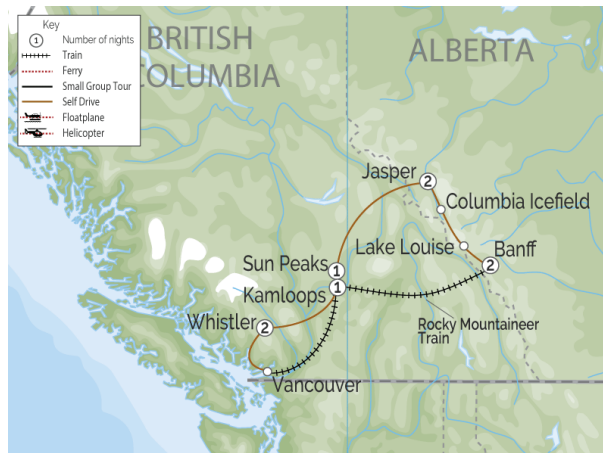 Key
1 Number of nights
Train
Ferry
Small Group Tour
Self Drive
Floatplane
Helicopter
BRITISH
COLUMBIA
ALBERTA
Jasper 2
Columbia Icefield
Lake Louise
Banff
2
Sun Peaks 1
Kamloops 1
Whistler 2
Rocky Mountaineer
Train
Vancouver